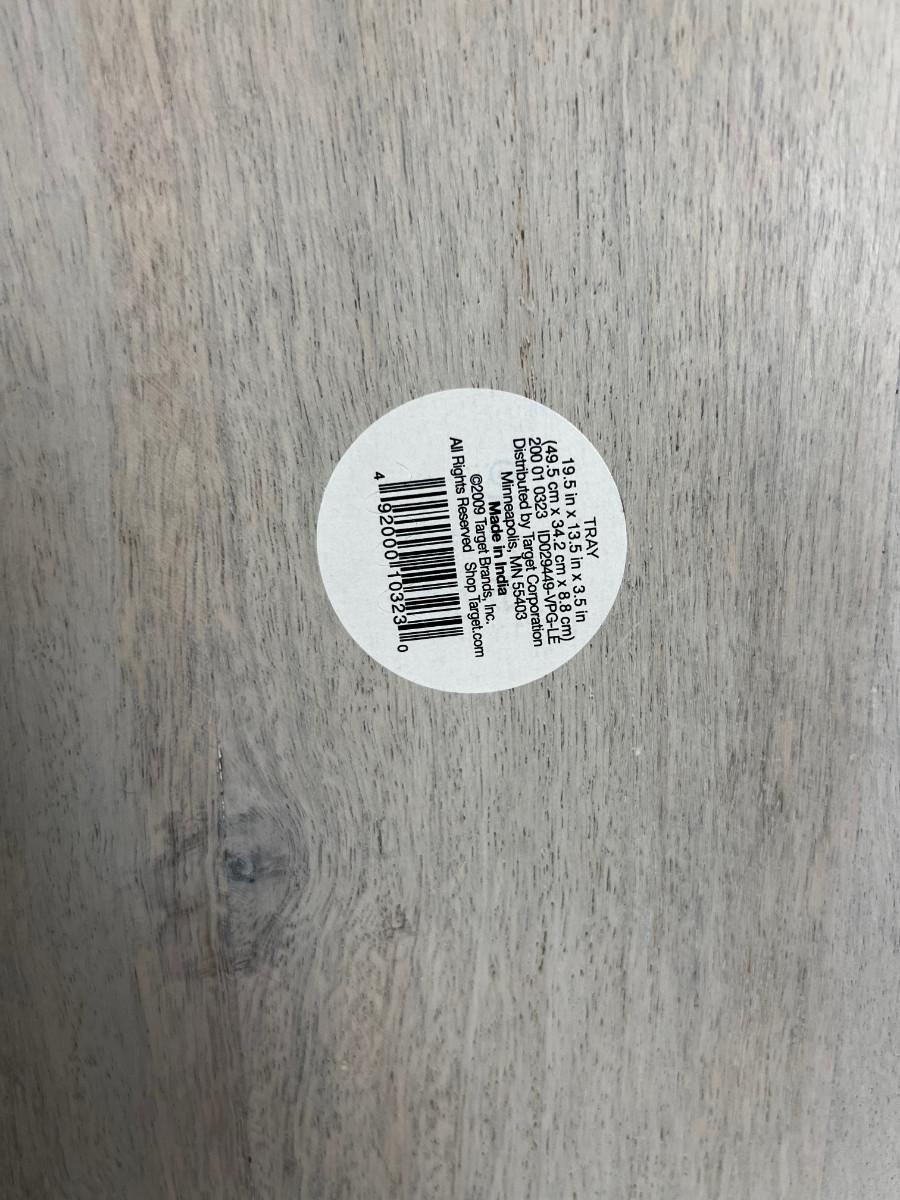 TRAY
19.5 in x 13.5 in x 3.5 in
(49.5 cm x 34.2 cm x 8.8 cm)
200 01 0323 ID029449-VPG-LE
Distributed by Target Corporation
Minneapolis, MN 55403
Made in India
©2009 Target Brands, Inc.
All Rights Reserved Shop Target.com
4 92000 10323 0